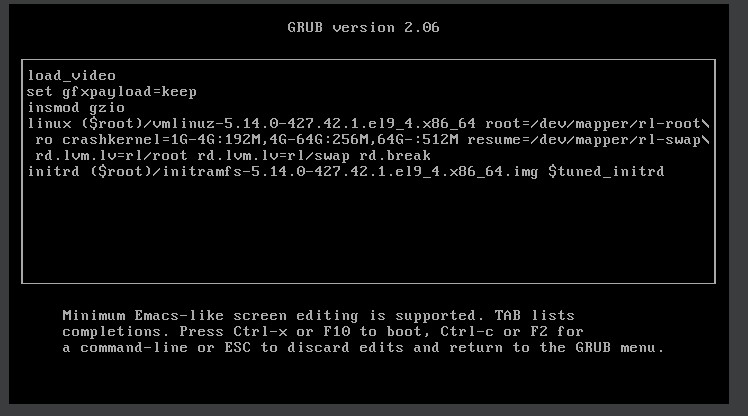 GRUB version 2.06
load_video
set gfxpayload=keep
insmod gzio
linux ($root)/vmlinuz-5.14.0-427.42.1.el9_4.x86_64 root=/dev/mapper/rl-root\
ro crashkernel=1G-4G:192M,4G-64G:256M,64G-:512M resume=/dev/mapper/rl-swap\
rd.lvm.lv=rl/root rd.lvm.lv=rl/swap rd.break
initrd ($root)/initramfs-5.14.0-427.42.1.el9_4.x86_64.img $tuned_initrd
Minimum Emacs-like screen editing is supported. TAB lists
completions. Press Ctrl-x or F10 to boot, Ctrl-c or F2 for
a command-line or ESC to discard edits and return to the GRUB menu.